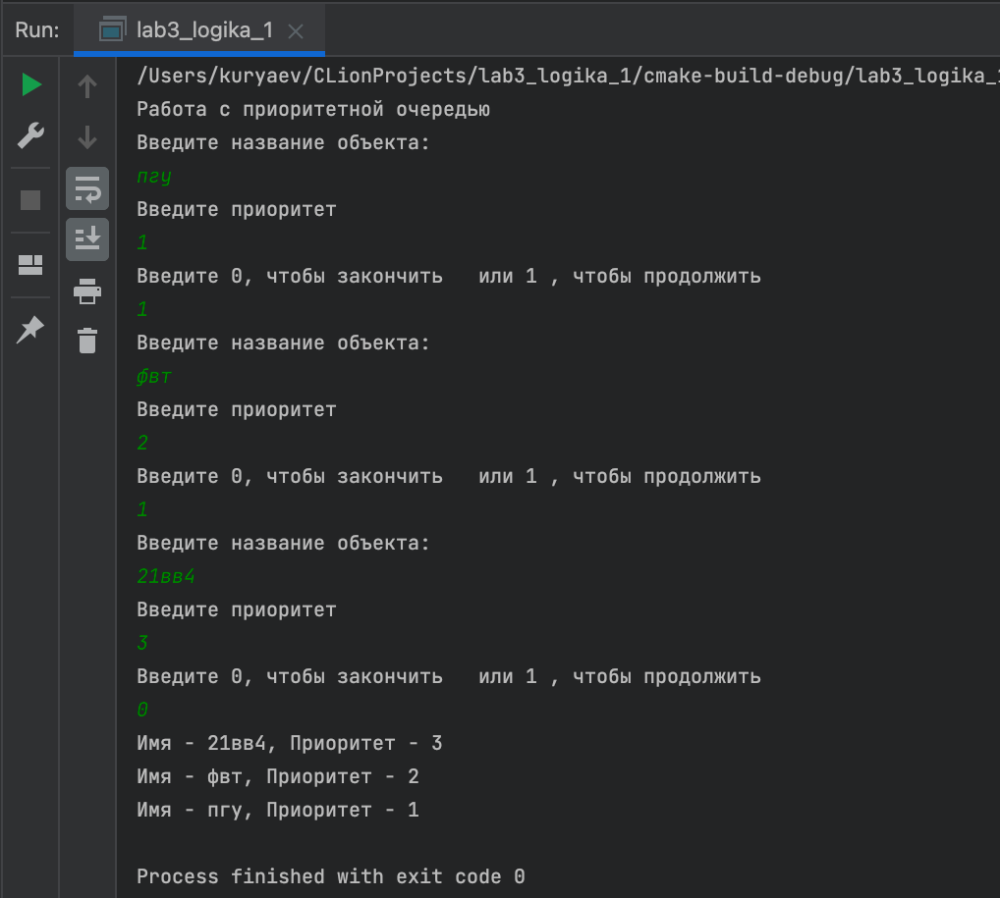 Run: lab3_logika_1
/Users/kuryaev/CLionProjects/lab3_logika_1/cmake-build-debug/lab3_logika_1
Работа с приоритетной очередью
Введите название объекта:
пгу
Введите приоритет
1
Введите 0, чтобы закончить   или 1 , чтобы продолжить
1
Введите название объекта:
фвт
Введите приоритет
2
Введите 0, чтобы закончить   или 1 , чтобы продолжить
1
Введите название объекта:
21вв4
Введите приоритет
3
Введите 0, чтобы закончить   или 1 , чтобы продолжить
0
Имя - 21вв4, Приоритет - 3
Имя - фвт, Приоритет - 2
Имя - пгу, Приоритет - 1
Process finished with exit code 0